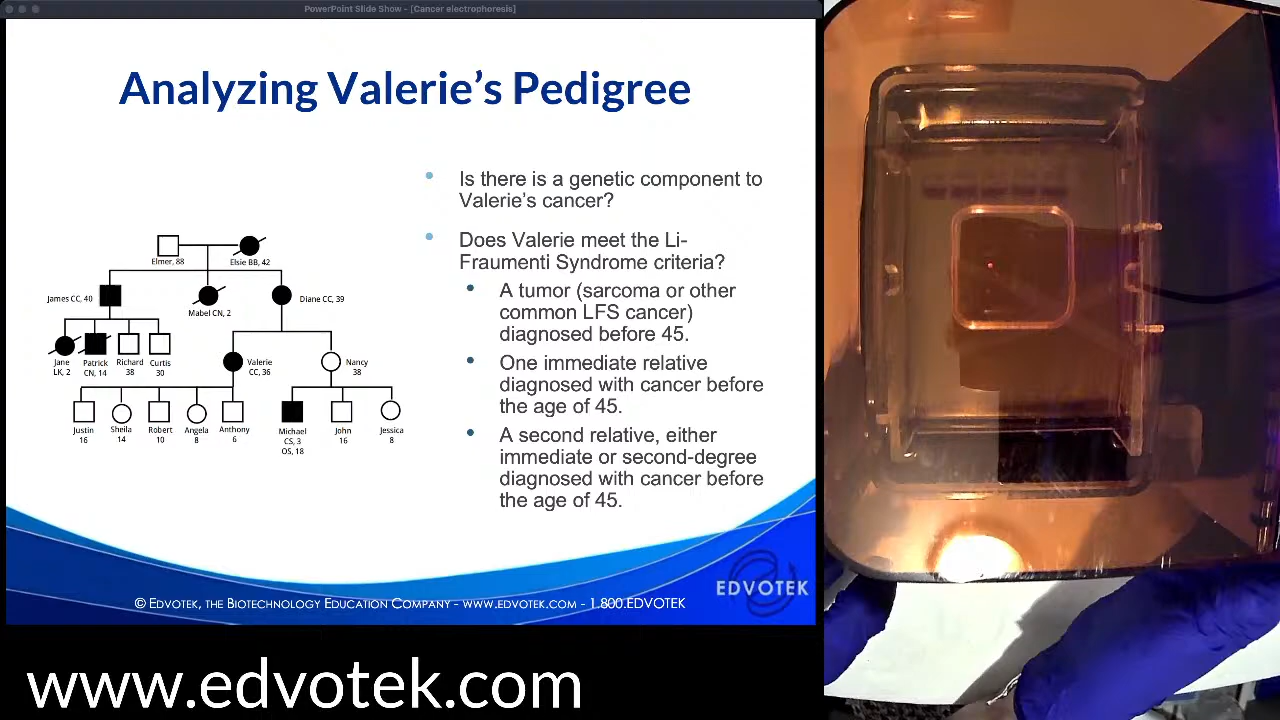 PowerPoint Slide Show - [Cancer electrophoresis]
Analyzing Valerie's Pedigree
Is there is a genetic component to
Valerie's cancer?
Does Valerie meet the Li-
Fraumenti Syndrome criteria?
A tumor (sarcoma or other
common LFS cancer)
diagnosed before 45.
One immediate relative
diagnosed with cancer before
the age of 45.
A second relative, either
immediate or second-degree
diagnosed with cancer before
the age of 45.
Elmer, 88
Elsie BB, 42
James CC, 40
Mabel CN, 2
Diane CC, 39
Jane
LK, 2
Patrick
CN, 14
Richard
38
Curtis
30
Valerie
CC, 36
Nancy
38
Justin
16
Sheila
14
Robert
10
Angela
8
Anthony
6
Michael
CS, 3
OS, 18
John
16
Jessica
8
EDVOTEK
© EDVOTEK, THE BIOTECHNOLOGY EDUCATION COMPANY - WWW.EDVOTEK.COM - 1.800.EDVOTEK
www.edvotek.com